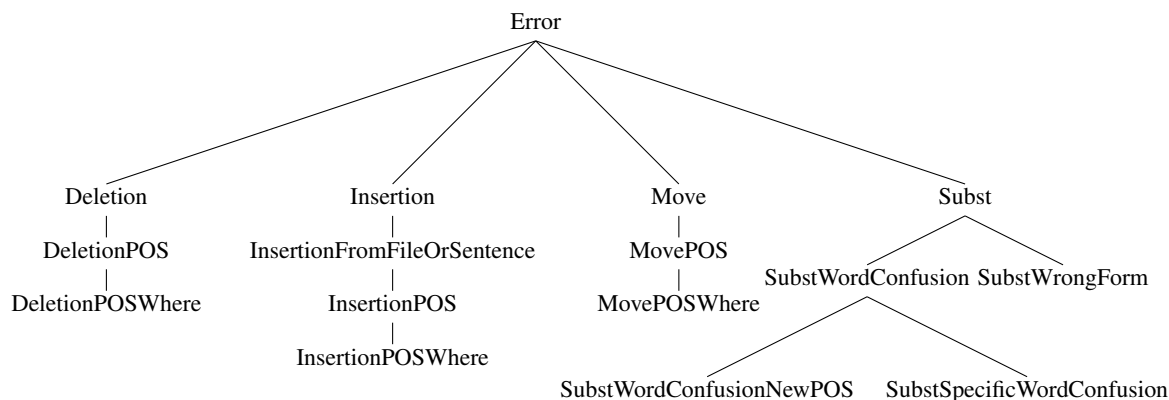 Error
Deletion Insertion Move Subst
DeletionPOS InsertionFromFileOrSentence MovePOS SubstWordConfusion SubstWrongForm
DeletionPOSWhere InsertionPOS MovePOSWhere
InsertionPOSWhere
SubstWordConfusionNewPOS SubstSpecificWordConfusion